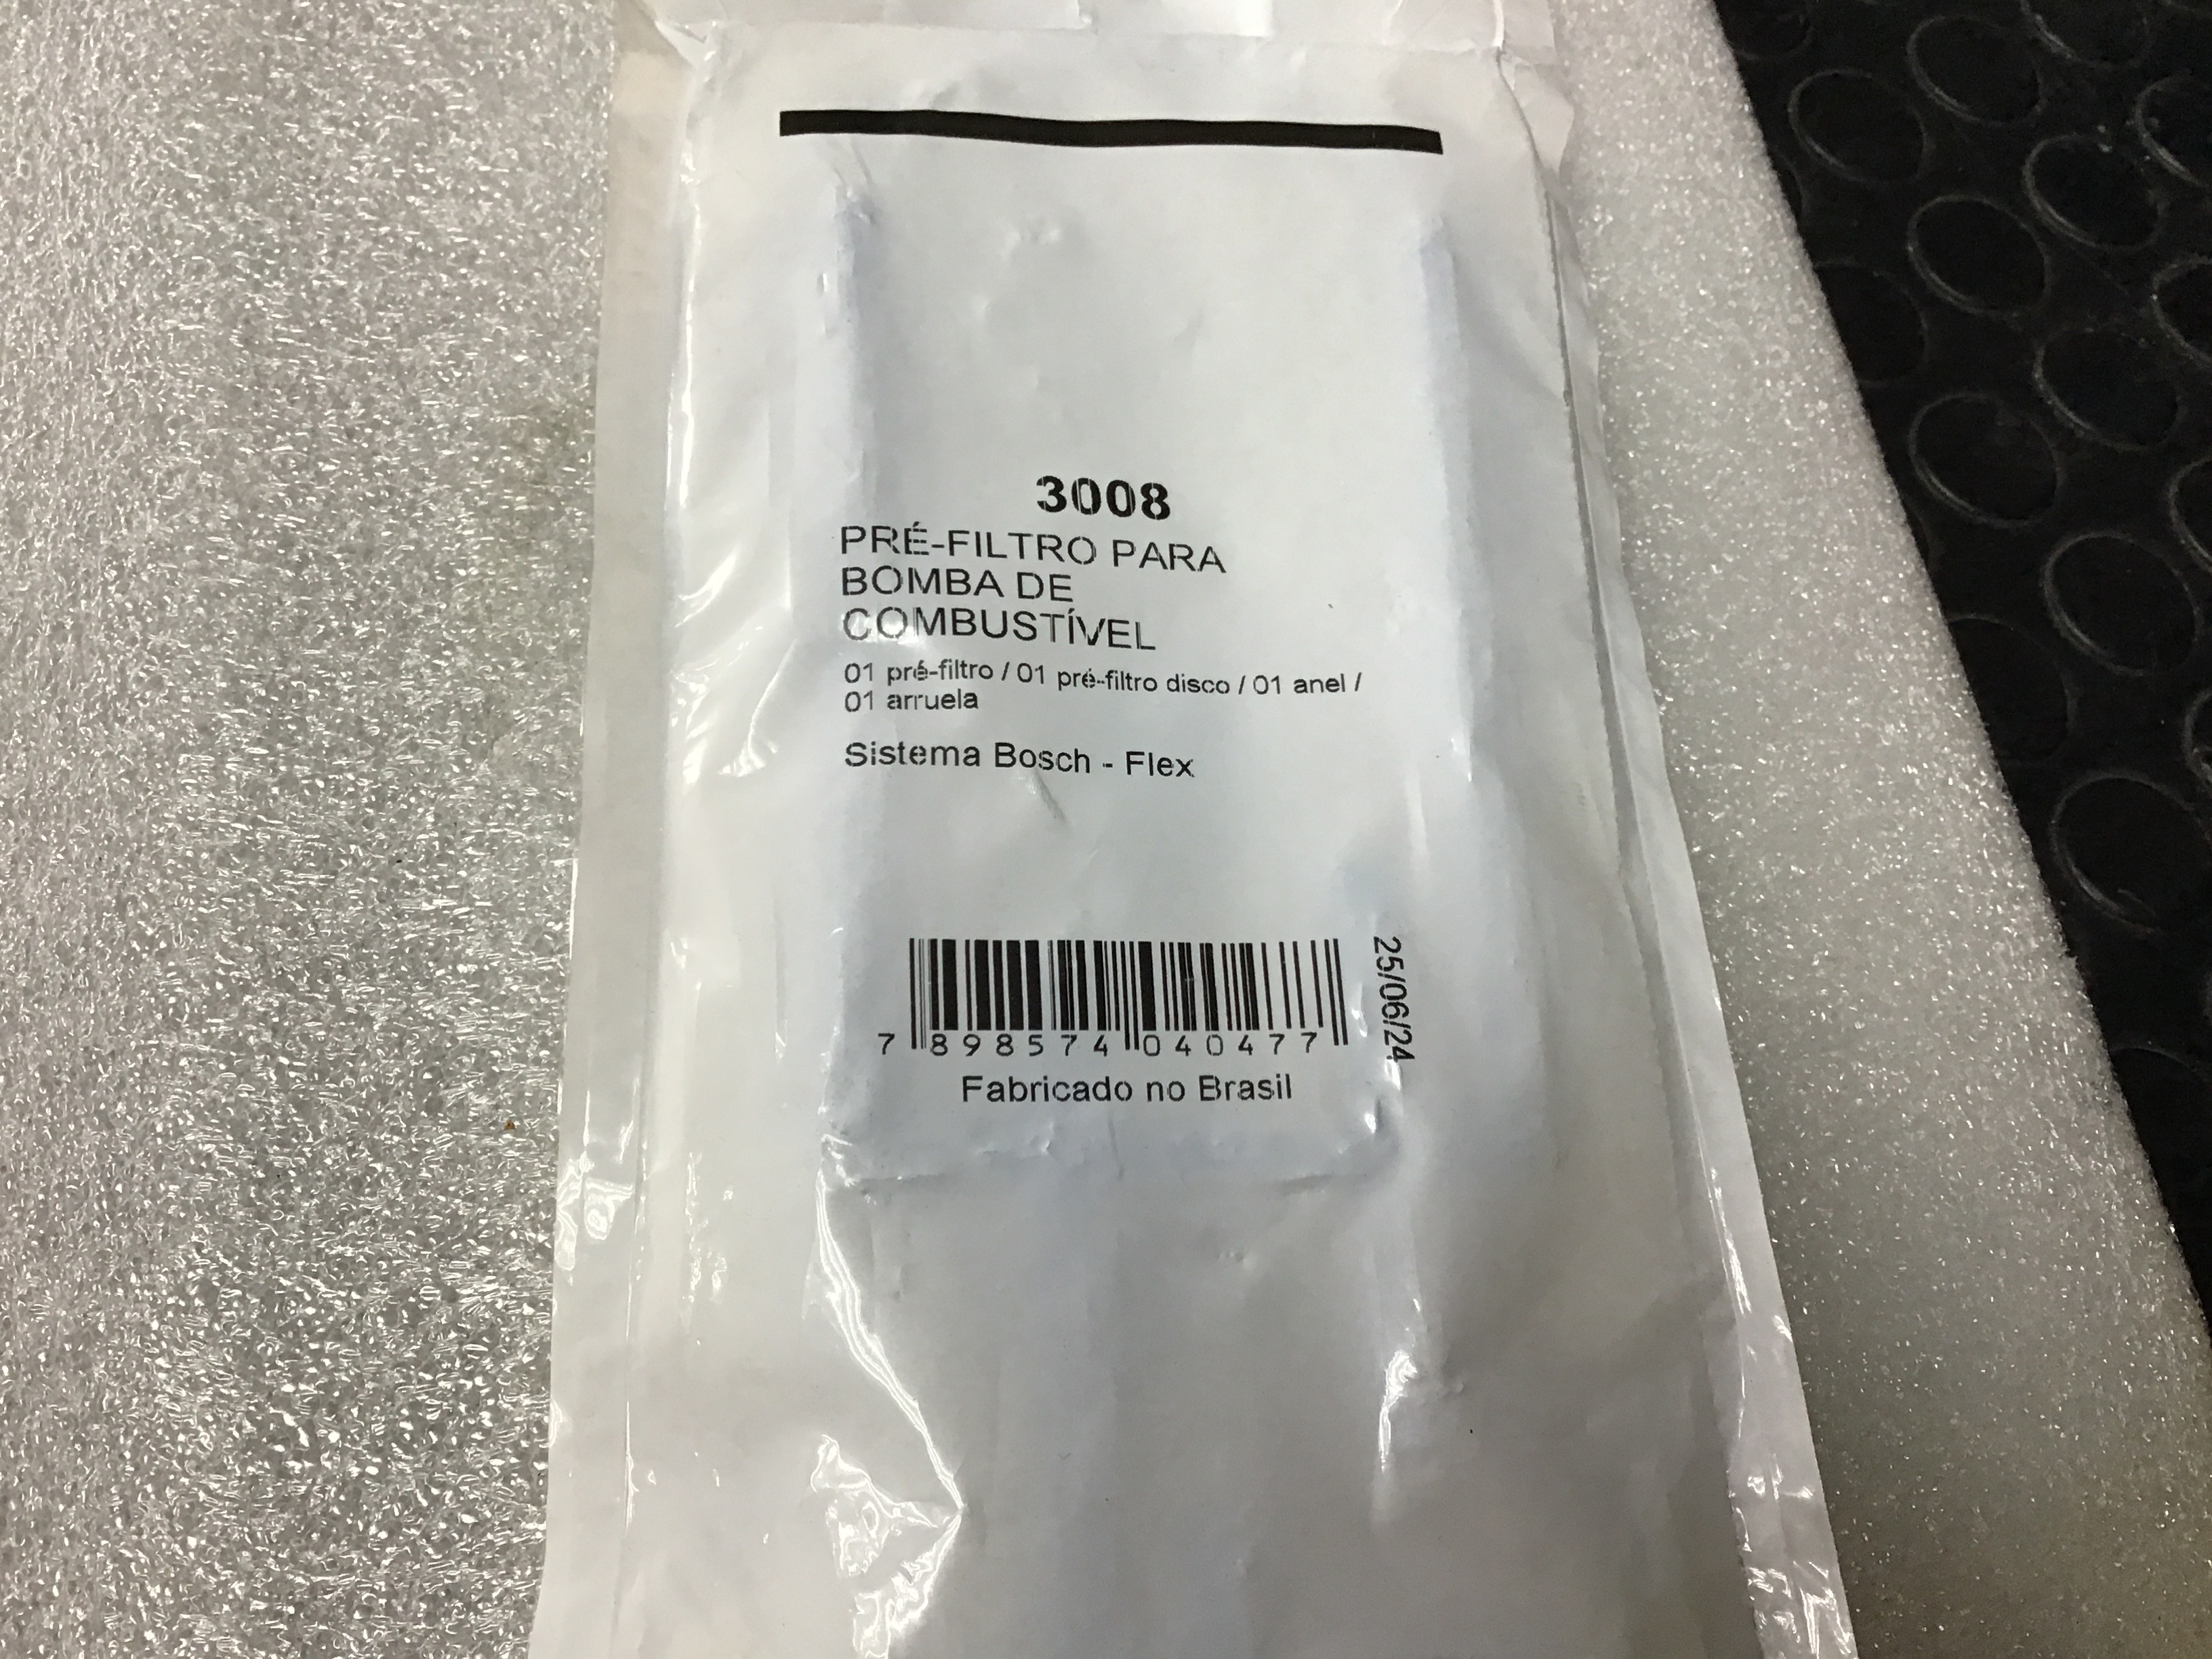 3008
PRÉ-FILTRO PARA
BOMBA DE
COMBUSTÍVEL
01 pré-filtro / 01 pré-filtro disco / 01 anel /
01 arruela
Sistema Bosch - Flex
7 898574 040477
25/06/24
Fabricado no Brasil